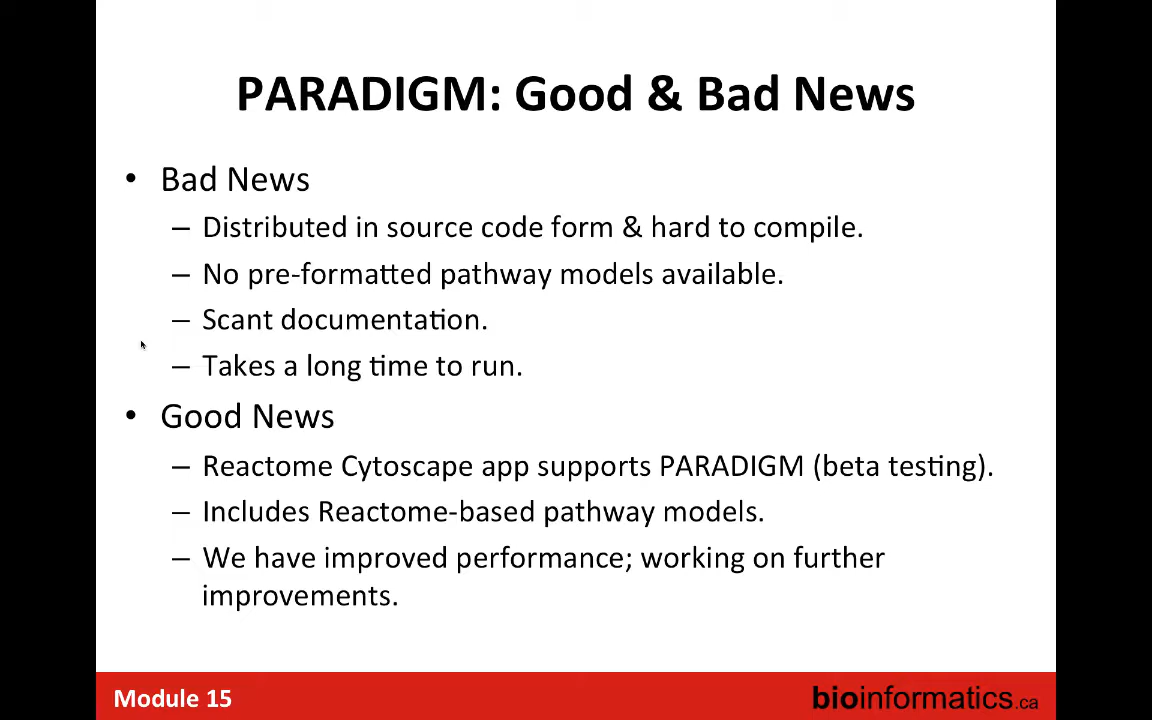 PARADIGM: Good & Bad News
• Bad News
– Distributed in source code form & hard to compile.
– No pre-formatted pathway models available.
– Scant documentation.
– Takes a long time to run.
• Good News
– Reactome Cytoscape app supports PARADIGM (beta testing).
– Includes Reactome-based pathway models.
– We have improved performance; working on further
improvements.
Module 15
bioinformatics.ca